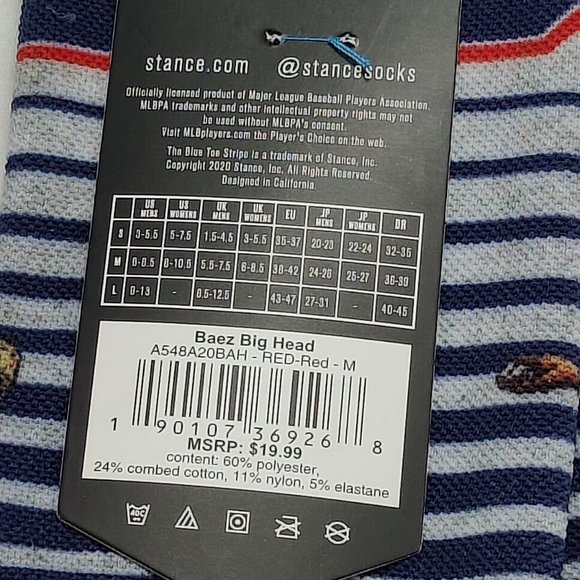 stance.com @stancesocks
Officially licensed product of Major League Baseball Players Association.
MLBPA trademarks and other intellectual property rights may not
be used without MLBPA's consent.
Visit MLBplayers.com the Player's Choice on the web.
The Blue Toe Stripe is a trademark of Stance, Inc.
Copyright 2020 Stance, Inc. All Rights Reserved.
Designed in California.
US MENS US WOMENS UK MENS UK WOMENS EU JP MENS JP WOMENS BR
S 3-5.5 5-7.5 1.5-4.5 3-5.5 35-37 20-23 22-24 32-35
M 5.5-7.5 6-8.5 38-42 24-26 25-27 36-39
L 9-13 - 8.5-12.5 - 43-47 27-31 - 40-45
Baez Big Head
A548A20BAH - RED-Red - M
1 90107 36926 8
MSRP: $19.99
content: 60% polyester,
24% combed cotton, 11% nylon, 5% elastane
40C